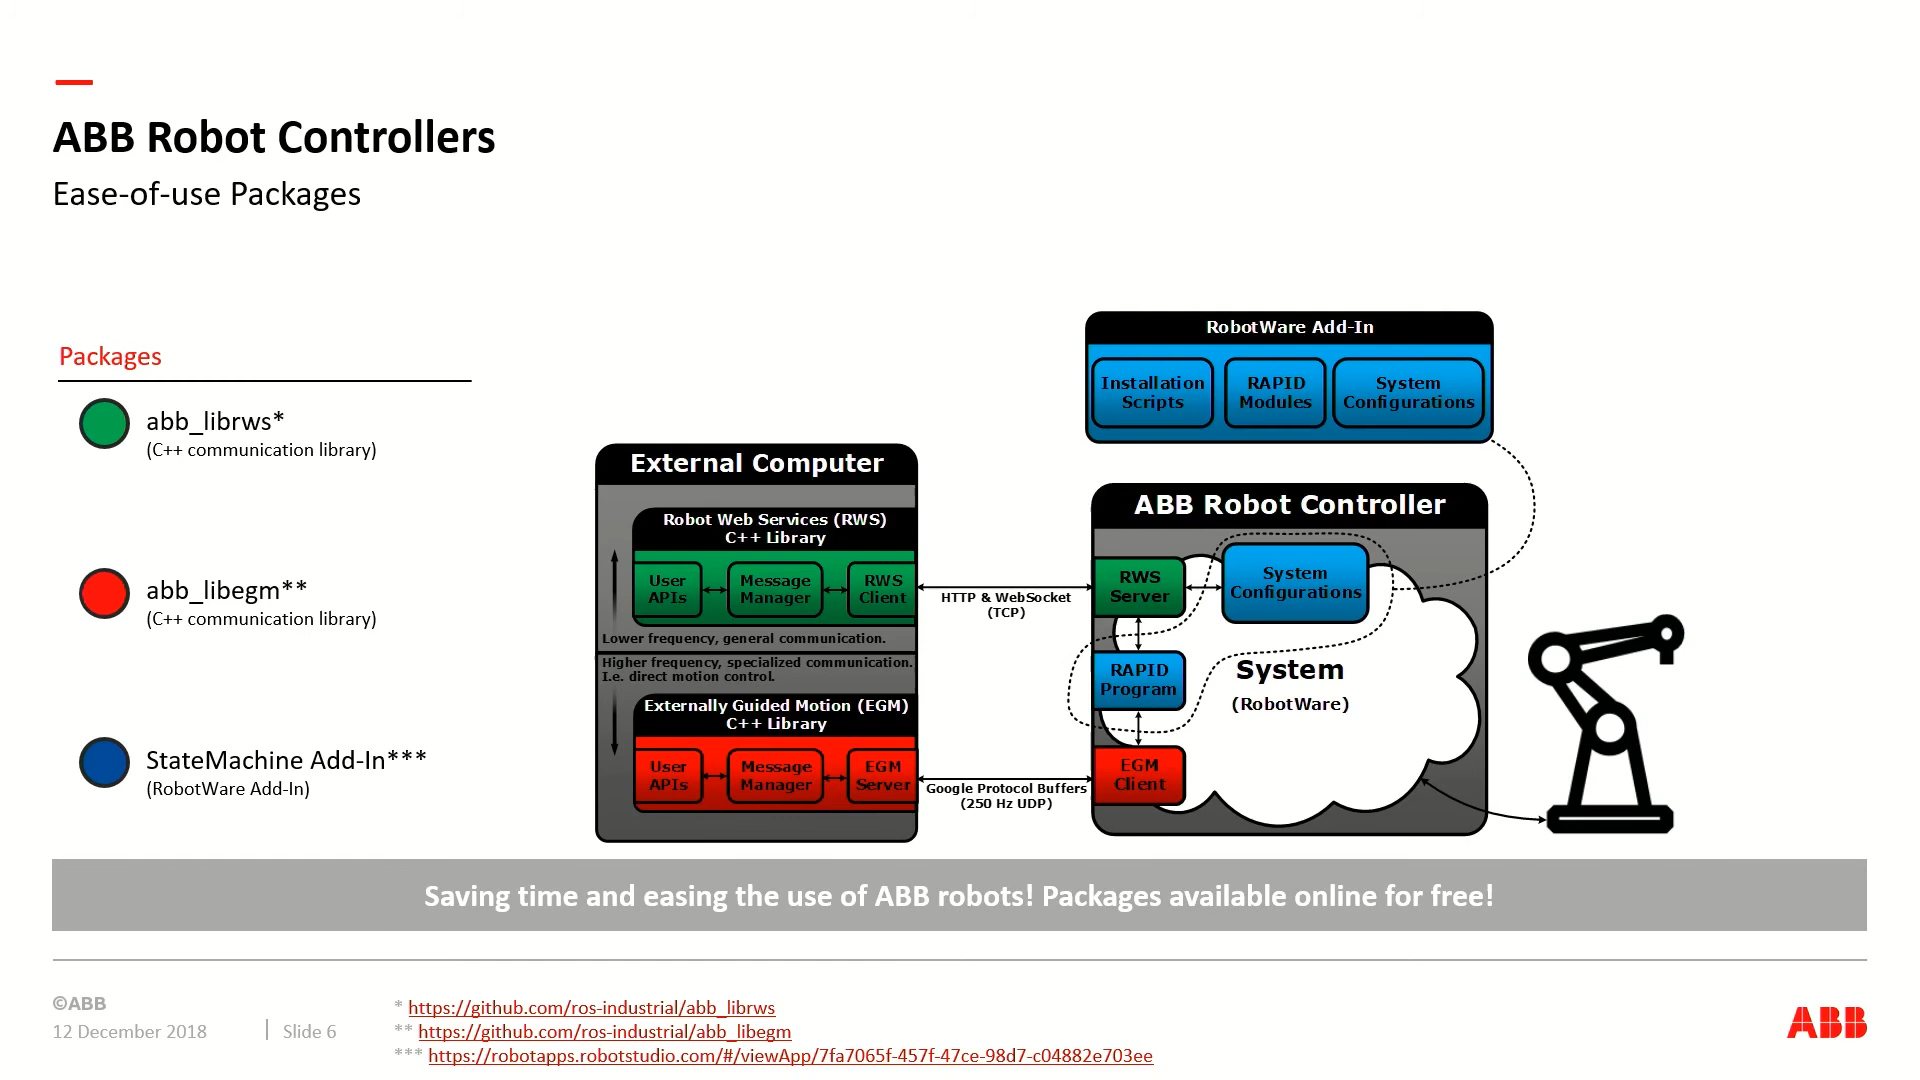 ABB Robot Controllers
Ease-of-use Packages
Packages
abb_librws*
(C++ communication library)
abb_libegm**
(C++ communication library)
StateMachine Add-In***
(RobotWare Add-In)
External Computer
Robot Web Services (RWS)
C++ Library
User
APIs
Message
Manager
RWS
Client
Lower frequency, general communication.
Higher frequency, specialized communication.
I.e. direct motion control.
Externally Guided Motion (EGM)
C++ Library
User
APIs
Message
Manager
EGM
Server
HTTP & WebSocket
(TCP)
Google Protocol Buffers
(250 Hz UDP)
RobotWare Add-In
Installation
Scripts
RAPID
Modules
System
Configurations
ABB Robot Controller
RWS
Server
System
Configurations
RAPID
Program
System
(RobotWare)
EGM
Client
Saving time and easing the use of ABB robots! Packages available online for free!
©ABB
12 December 2018
Slide 6
* https://github.com/ros-industrial/abb_librws
** https://github.com/ros-industrial/abb_libegm
*** https://robotapps.robotstudio.com/#/viewApp/7fa7065f-457f-47ce-98d7-c04882e703ee
ABB